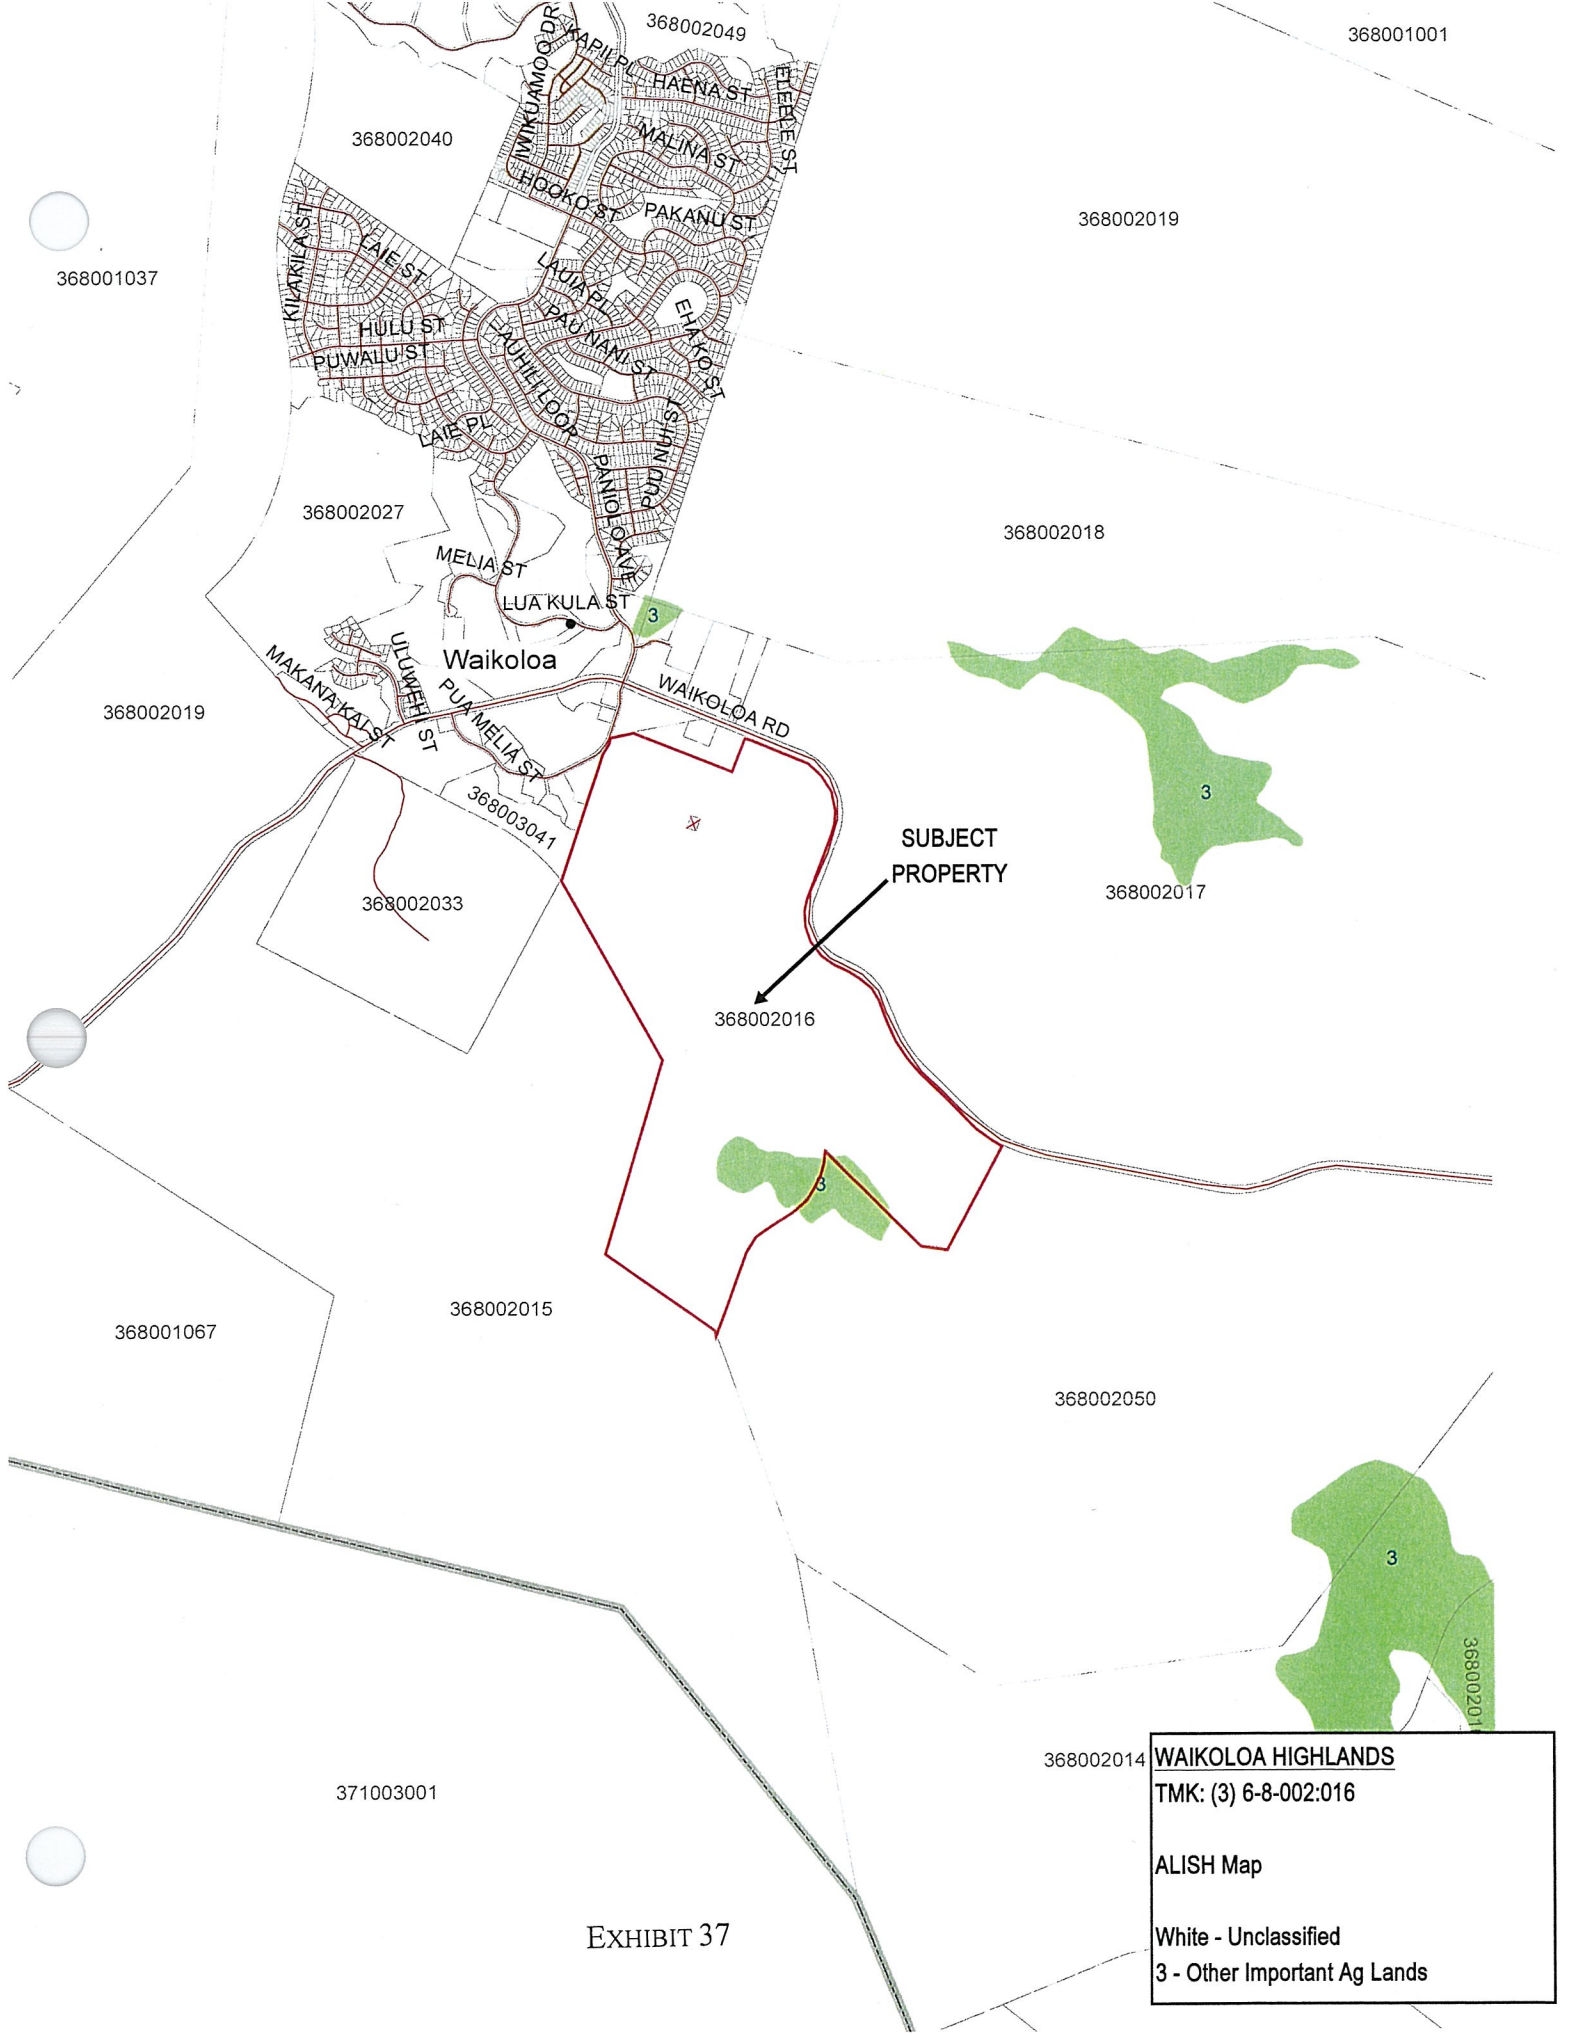 368002049
368001001
IWIKUAMOO DR
KAPILI PL
HAENA ST
ELEELE ST
368002040
MALINA ST
HOOKO ST
PAKANU ST
368002019
368001037
KILAKILA ST
LAIE ST
LAUIA PL
HULU ST
PAU NANI ST
EHAKO ST
PUWALU ST
LAUHILI LOOP
LAIE PL
PUU NUI ST
PANIOLO AVE
368002027
368002018
MELIA ST
LUA KULA ST
3
Waikoloa
ULUWEHI ST
MAKANA KAI ST
PUA MELIA ST
WAIKOLOA RD
368002019
3
368003041
SUBJECT
PROPERTY
368002017
368002033
368002016
3
368002015
368001067
368002050
3
371003001
368002014
WAIKOLOA HIGHLANDS
TMK: (3) 6-8-002:016
ALISH Map
White - Unclassified
3 - Other Important Ag Lands
EXHIBIT 37